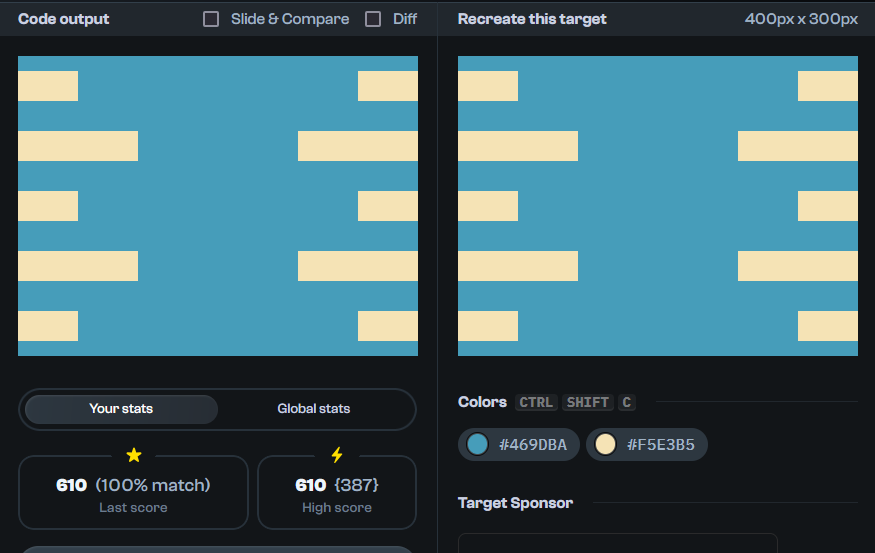 Code output
Slide & Compare
Diff
Recreate this target
400px x 300px
Your stats
Global stats
610 (100% match)
Last score
610 {387}
High score
Colors CTRL SHIFT C
#469DBA
#F5E3B5
Target Sponsor